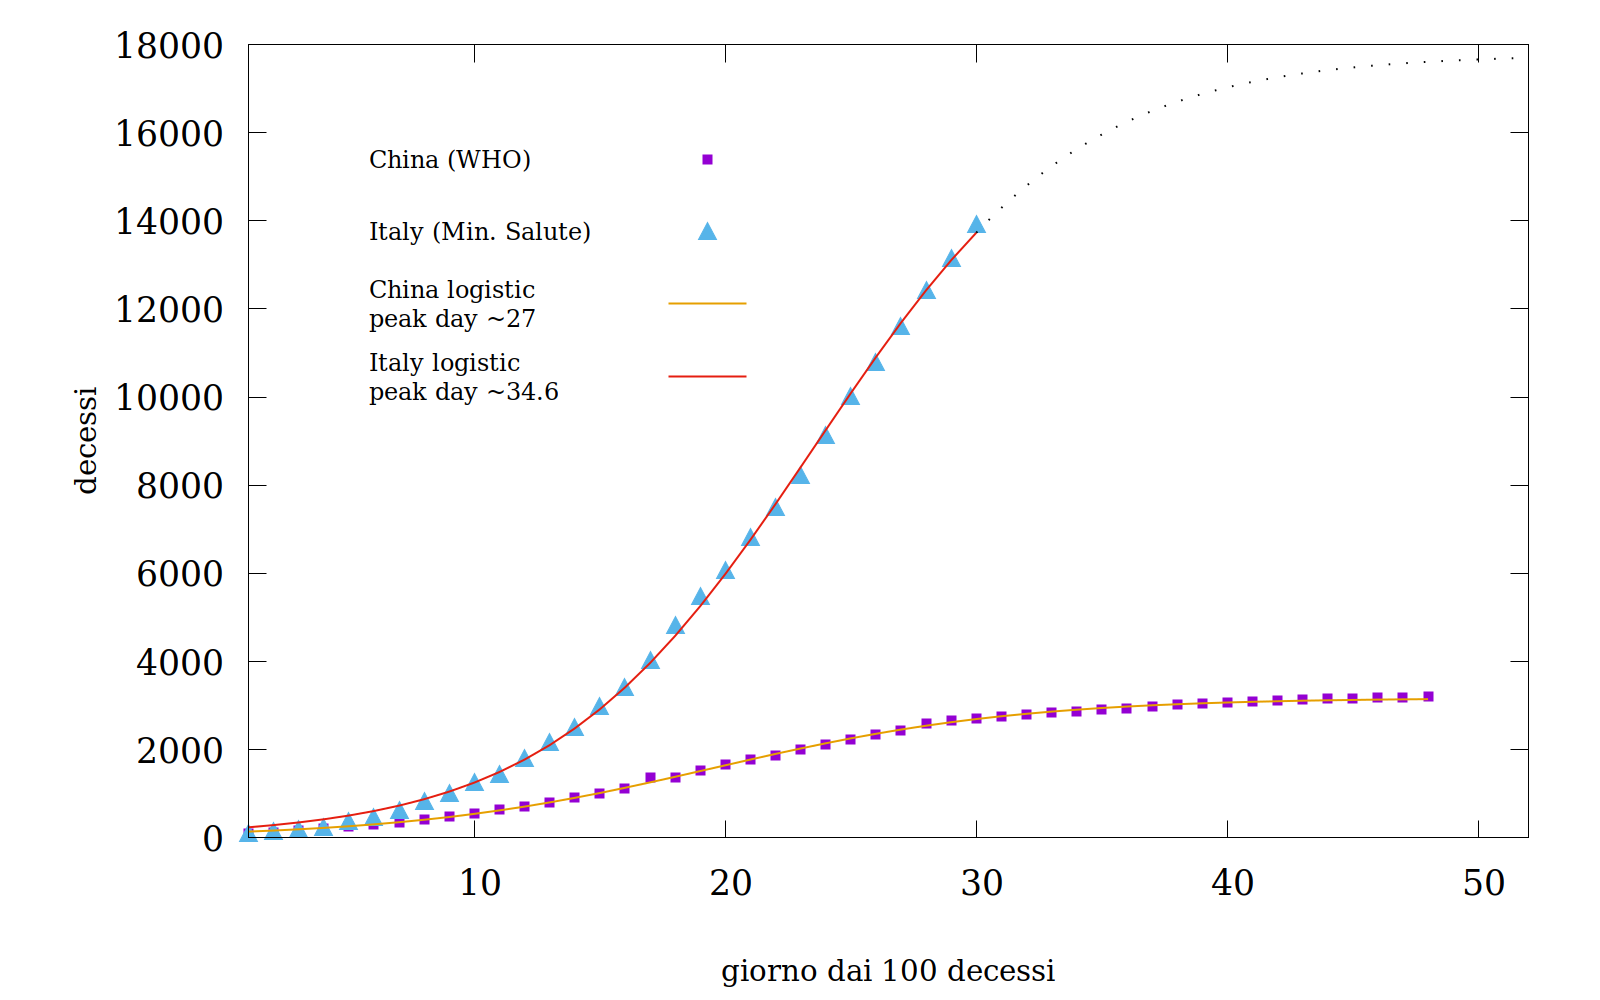 18000
16000
14000
12000
10000
8000
6000
4000
2000
0
decessi
China (WHO)
Italy (Min. Salute)
China logistic
peak day ~27
Italy logistic
peak day ~34.6
10 20 30 40 50
giorno dai 100 decessi